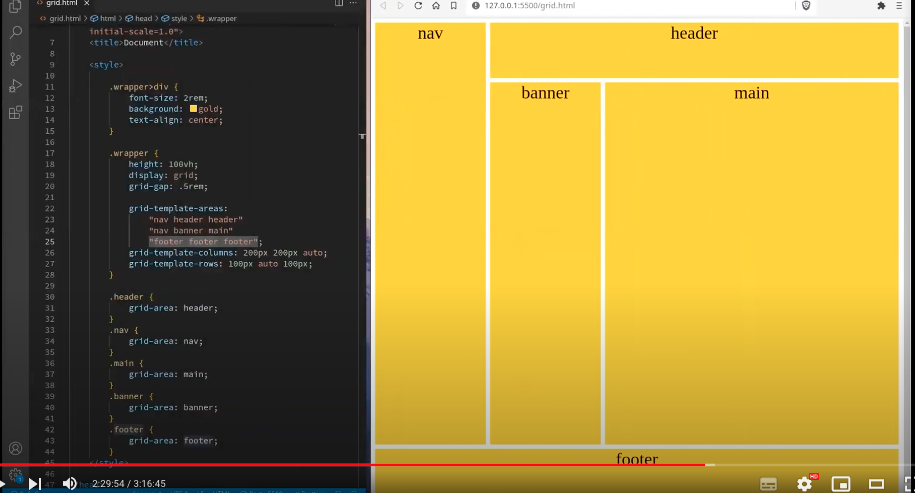 grid.html
grid.html > html > head > style > .wrapper
initial-scale=1.0">
7 <title>Document</title>
8
9 <style>
10
11 .wrapper>div {
12 font-size: 2rem;
13 background: gold;
14 text-align: center;
15 }
16
17 .wrapper {
18 height: 100vh;
19 display: grid;
20 grid-gap: .5rem;
21
22 grid-template-areas:
23 "nav header header"
24 "nav banner main"
25 "footer footer footer";
26 grid-template-columns: 200px 200px auto;
27 grid-template-rows: 100px auto 100px;
28 }
29
30 .header {
31 grid-area: header;
32 }
33 .nav {
34 grid-area: nav;
35 }
36 .main {
37 grid-area: main;
38 }
39 .banner {
40 grid-area: banner;
41 }
42 .footer {
43 grid-area: footer;
44 }
45 </style>
46
47
127.0.0.1:5500/grid.html
nav
header
banner
main
footer
2:29:54 / 3:16:45
HD